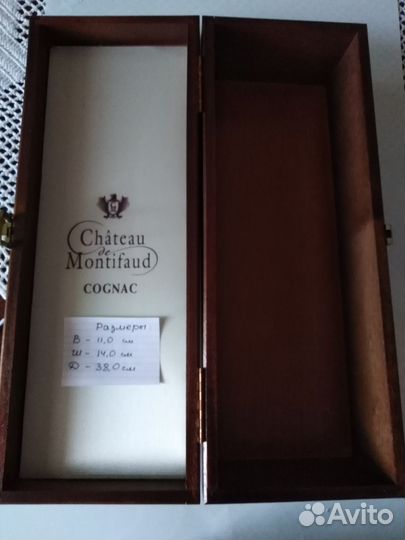 Château
de
Montifaud
COGNAC
Размеры
В - 11,0 см
Ш - 14,0 см
Д - 38,0 см
Avito